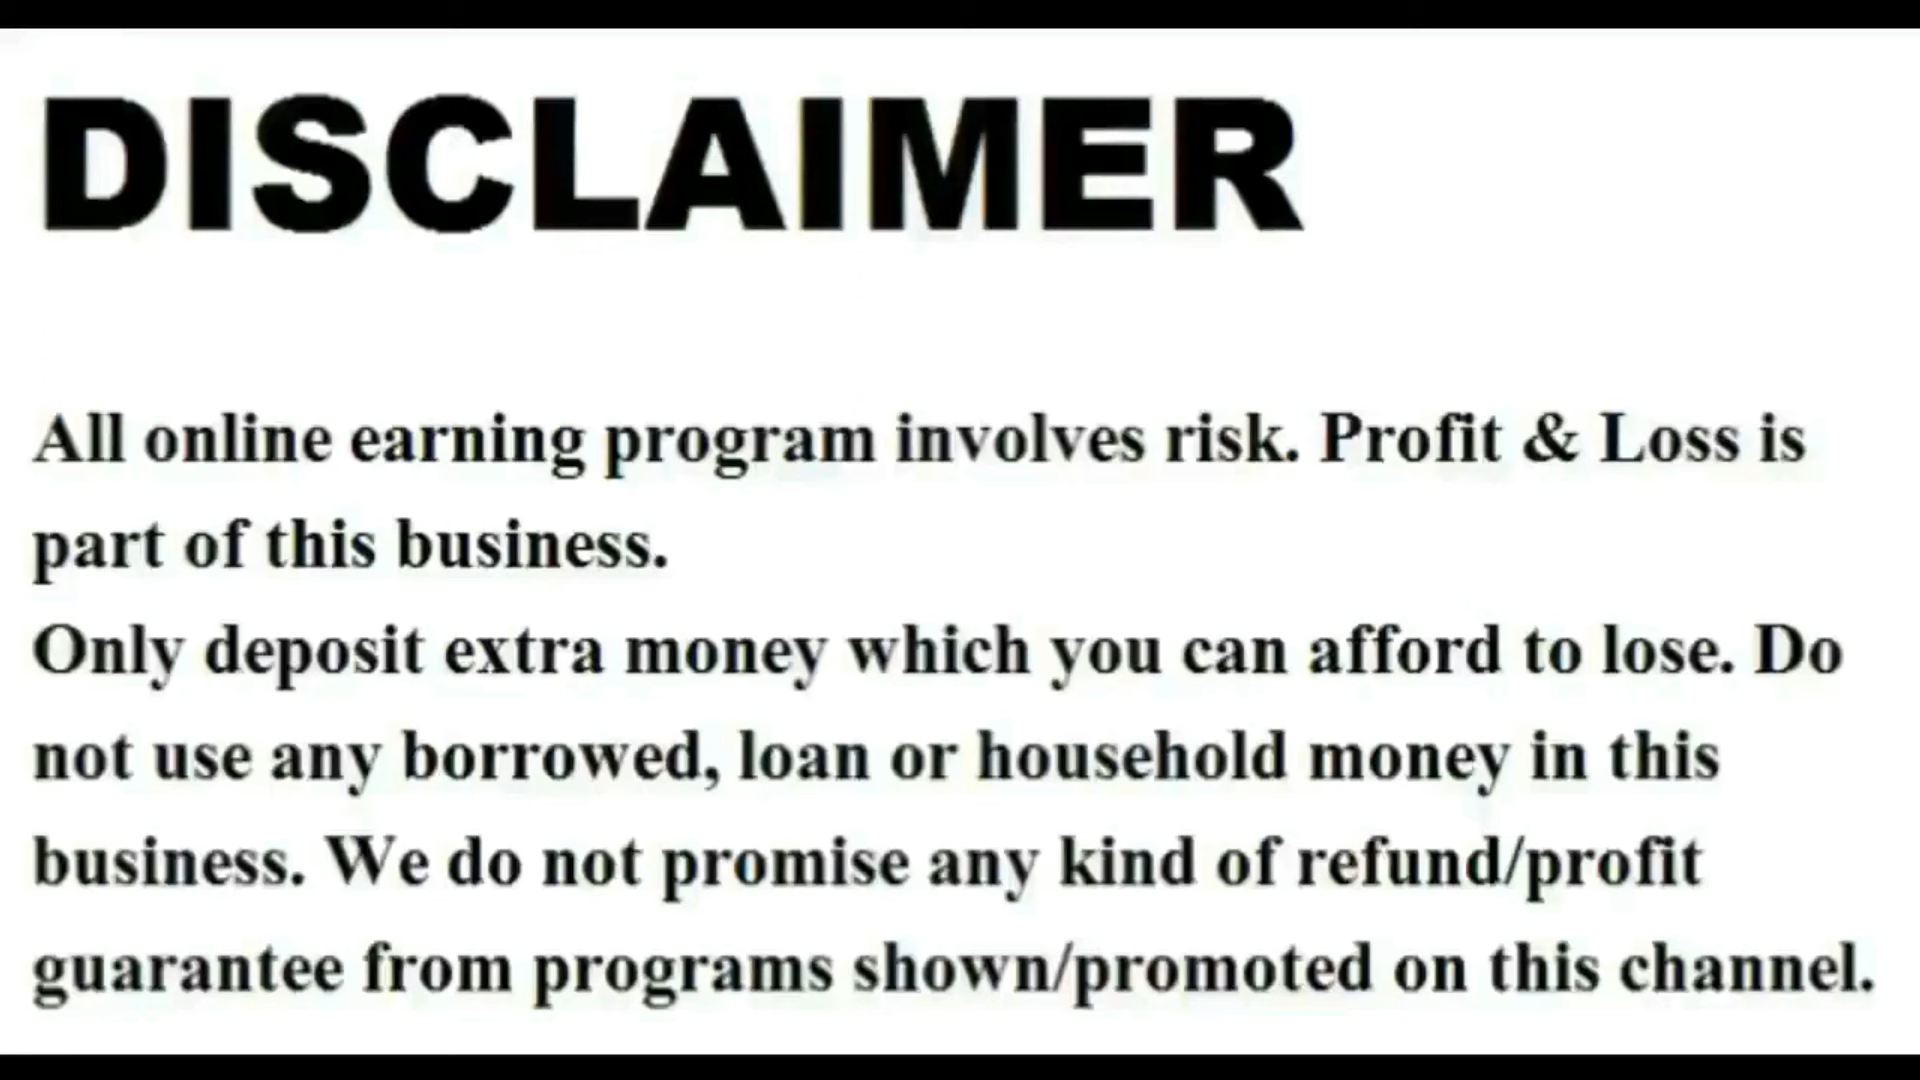 DISCLAIMER
All online earning program involves risk. Profit & Loss is
part of this business.
Only deposit extra money which you can afford to lose. Do
not use any borrowed, loan or household money in this
business. We do not promise any kind of refund/profit
guarantee from programs shown/promoted on this channel.